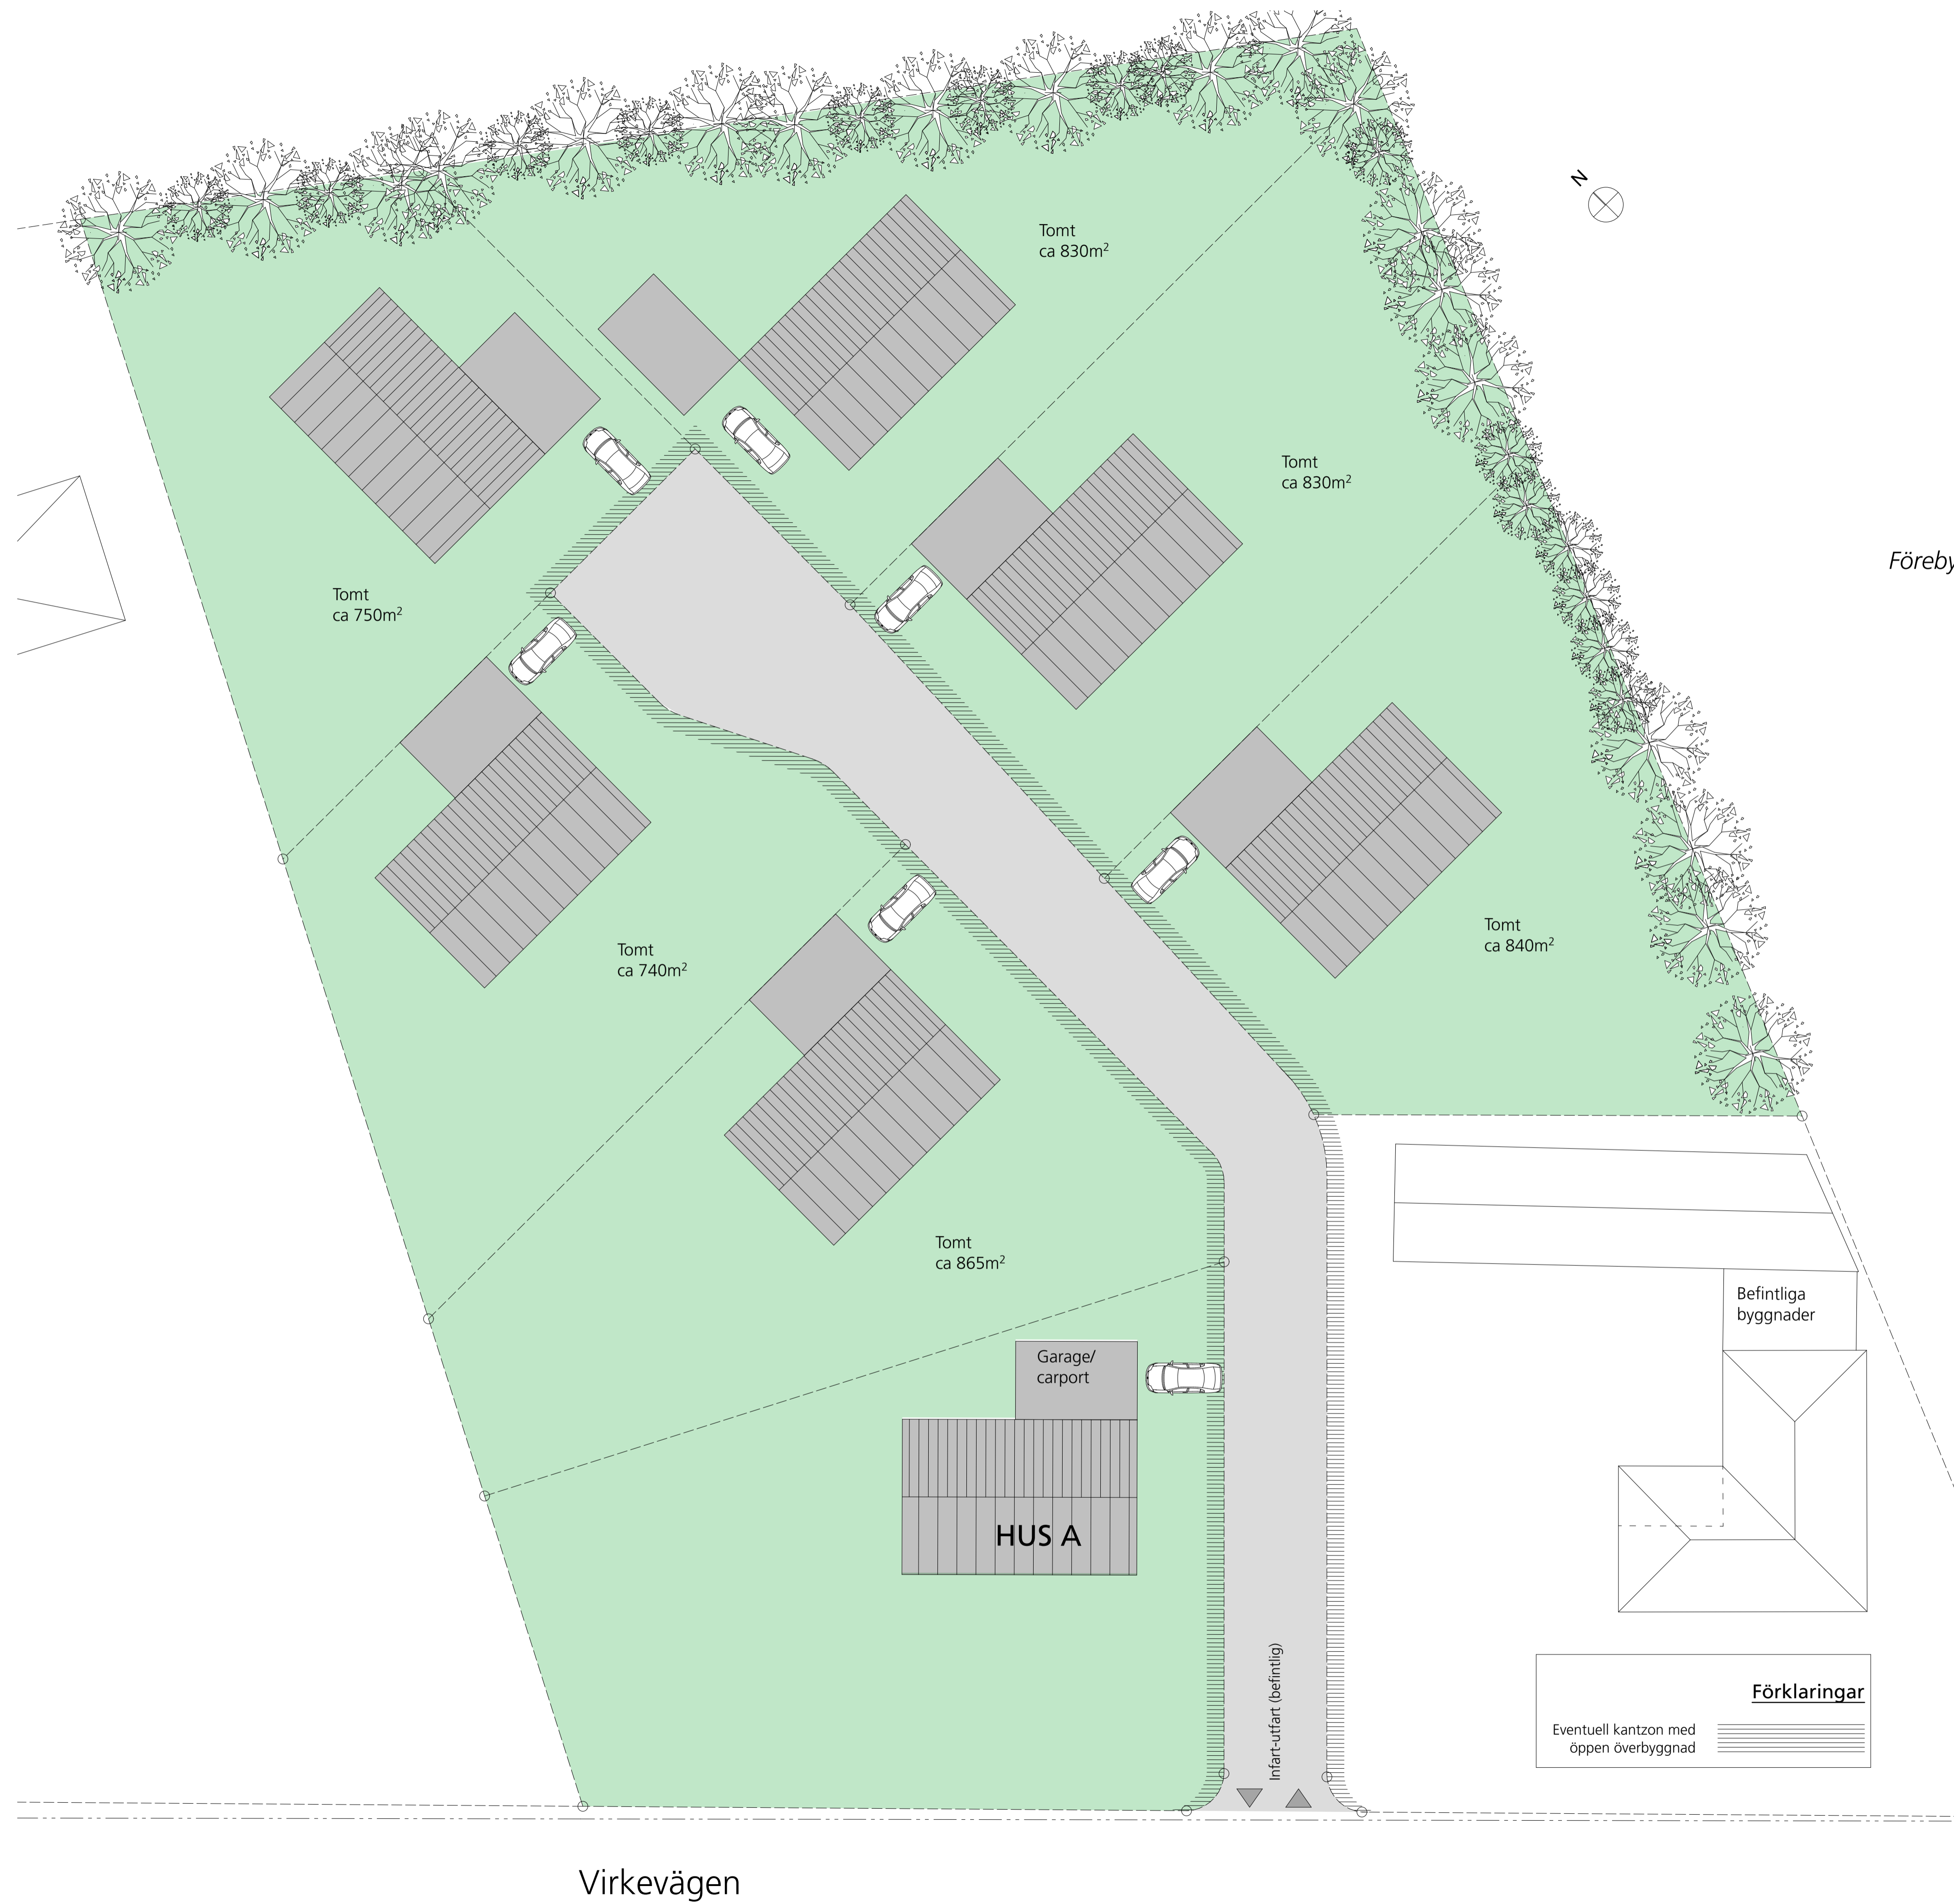 N
Tomt
ca 830m²
Tomt
ca 830m²
Föreby
Tomt
ca 750m²
Tomt
ca 840m²
Tomt
ca 740m²
Tomt
ca 865m²
Befintliga
byggnader
Garage/
carport
HUS A
Infart-utfart (befintlig)
Förklaringar
Eventuell kantzon med
öppen överbyggnad
Virkevägen